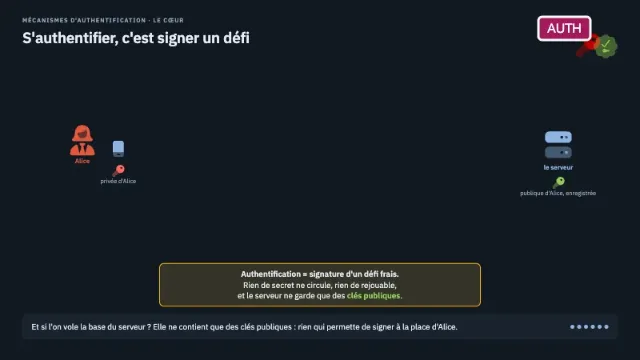 MÉCANISMES D'AUTHENTIFICATION · LE CŒUR
S'authentifier, c'est signer un défi
AUTH
Alice
privée d'Alice
le serveur
publique d'Alice, enregistrée
Authentification = signature d'un défi frais.
Rien de secret ne circule, rien de rejouable,
et le serveur ne garde que des clés publiques.
Et si l'on vole la base du serveur ? Elle ne contient que des clés publiques : rien qui permette de signer à la place d'Alice.